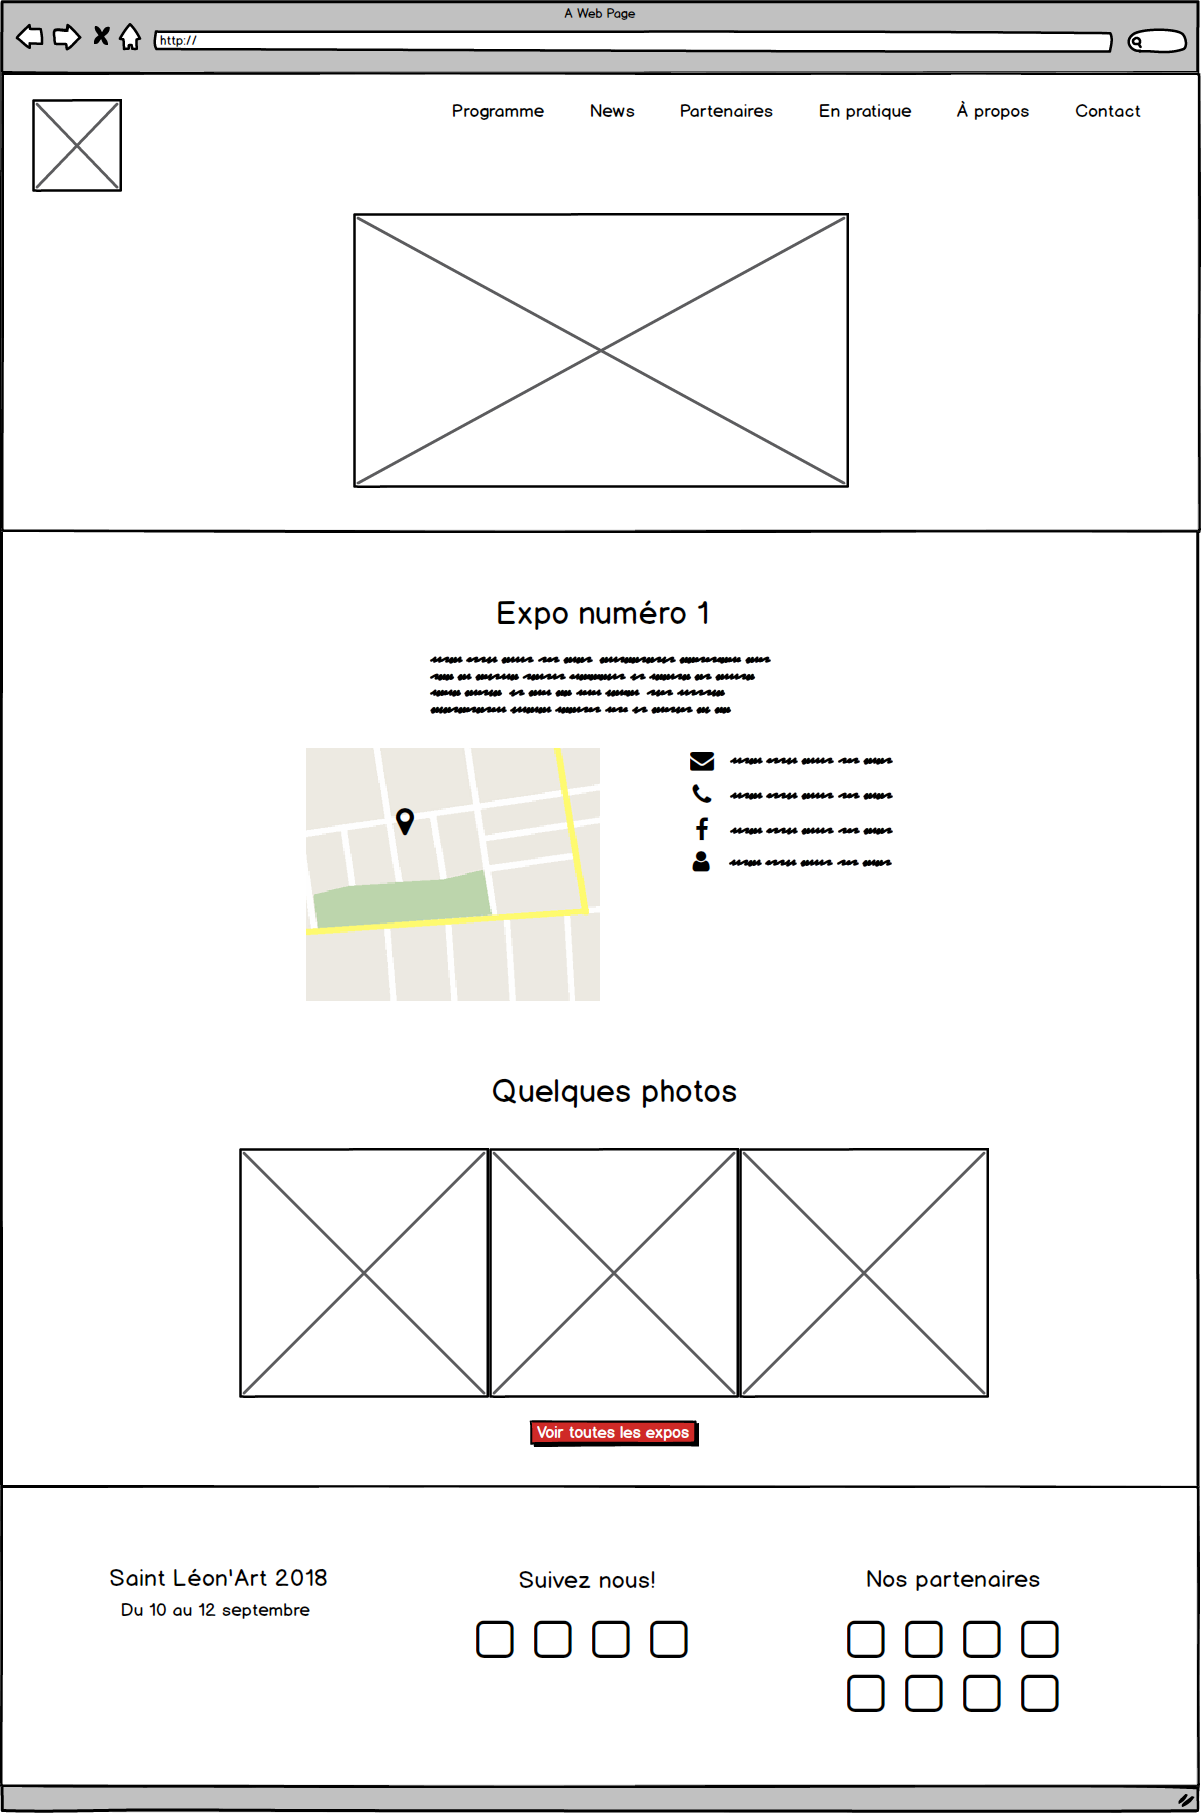 A Web Page
http://
Programme News Partenaires En pratique À propos Contact
Expo numéro 1
Quelques photos
Voir toutes les expos
Saint Léon'Art 2018
Du 10 au 12 septembre
Suivez nous!
Nos partenaires